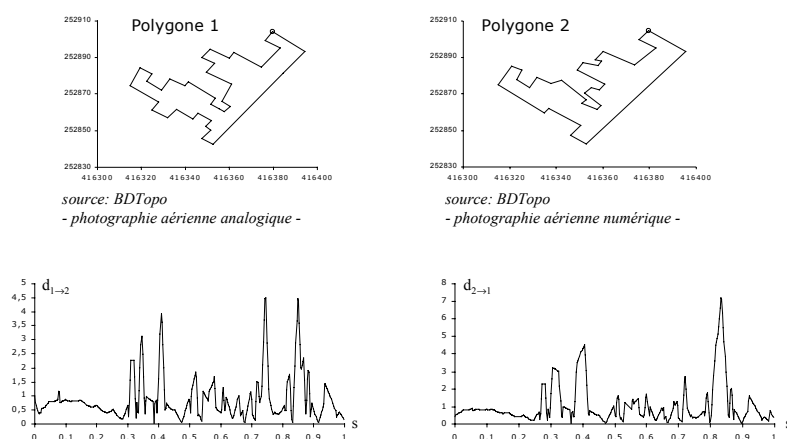 Polygone 1
252910
252890
252870
252850
252830
416300 416320 416340 416360 416380 416400
source: BDTopo
- photographie aérienne analogique -
Polygone 2
252910
252890
252870
252850
252830
416300 416320 416340 416360 416380 416400
source: BDTopo
- photographie aérienne numérique -
d1→2
5
4,5
4
3,5
3
2,5
2
1,5
1
0,5
0
0 0.1 0.2 0.3 0.4 0.5 0.6 0.7 0.8 0.9 1
s
d2→1
8
7
6
5
4
3
2
1
0
0 0.1 0.2 0.3 0.4 0.5 0.6 0.7 0.8 0.9 1
s